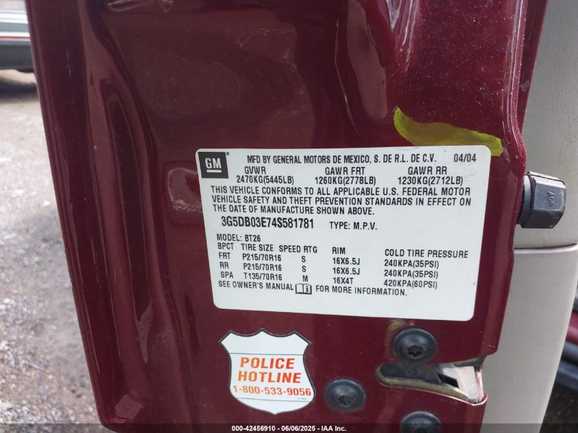 GM
MFD BY GENERAL MOTORS DE MEXICO, S. DE R.L. DE C.V. 04/04
GVWR GAWR FRT GAWR RR
2470KG(5445LB) 1260KG(2778LB) 1230KG(2712LB)
THIS VEHICLE CONFORMS TO ALL APPLICABLE U.S. FEDERAL MOTOR
VEHICLE SAFETY AND THEFT PREVENTION STANDARDS IN EFFECT ON
THE DATE OF MANUFACTURE SHOWN ABOVE.
3G5DB03E74S581781 TYPE: M.P.V.
MODEL: BT26
BPCT TIRE SIZE SPEED RTG RIM COLD TIRE PRESSURE
FRT P215/70R16 S 16X6.5J 240KPA(35PSI)
RR P215/70R16 S 16X6.5J 240KPA(35PSI)
SPA T135/70R16 M 16X4T 420KPA(60PSI)
SEE OWNER'S MANUAL FOR MORE INFORMATION.
POLICE
HOTLINE
1-800-533-9056
000-42456910 - 06/06/2025 - IAA Inc.